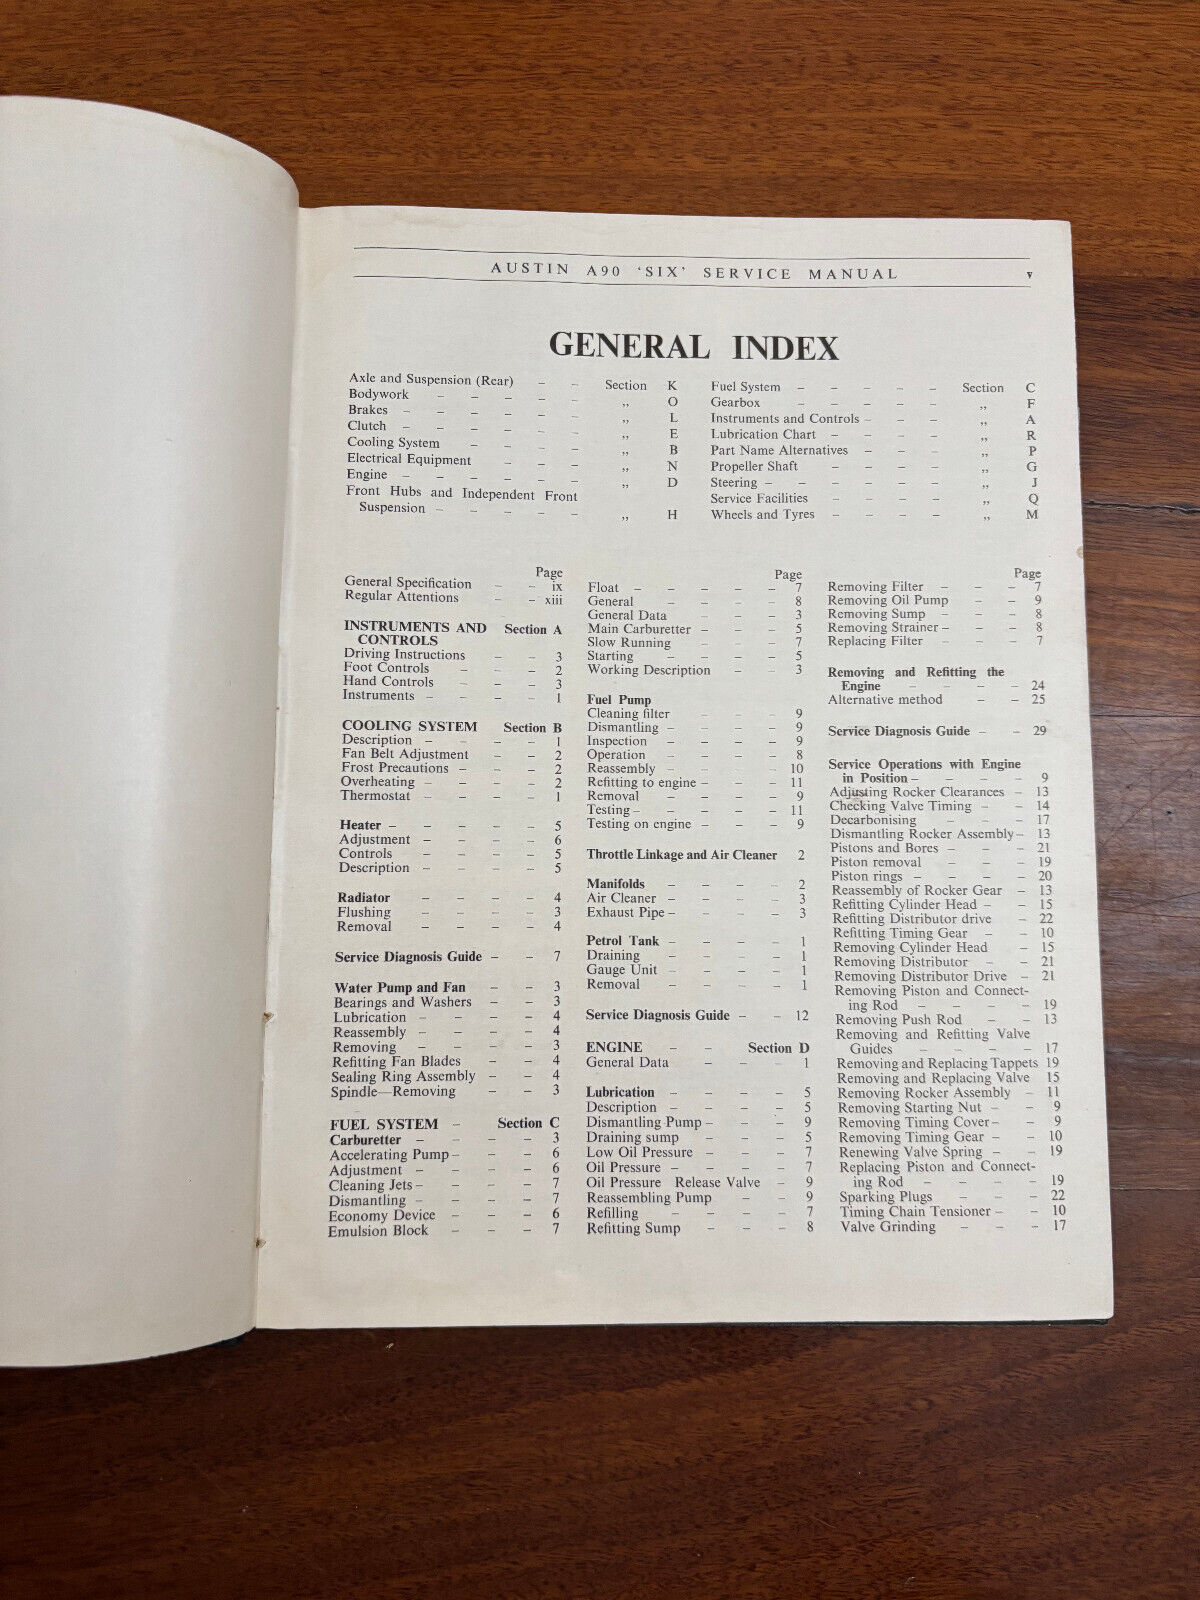 AUSTIN A90 ‘SIX’ SERVICE MANUAL v
GENERAL INDEX
Axle and Suspension (Rear) – – Section K
Bodywork – – – – – ,, O
Brakes – – – – – – ,, L
Clutch – – – – – – ,, E
Cooling System – – – – ,, B
Electrical Equipment – – – ,, N
Engine – – – – – – ,, D
Front Hubs and Independent Front
Suspension – – – – – ,, H
Fuel System – – – – – Section C
Gearbox – – – – – ,, F
Instruments and Controls – – – ,, A
Lubrication Chart – – – – ,, R
Part Name Alternatives – – – ,, P
Propeller Shaft – – – – ,, G
Steering – – – – – – ,, J
Service Facilities – – – – ,, Q
Wheels and Tyres – – – – ,, M
Page
General Specification – – ix
Regular Attentions – – xiii
INSTRUMENTS AND Section A
CONTROLS
Driving Instructions – – 3
Foot Controls – – – 2
Hand Controls – – – 3
Instruments – – – – 1
COOLING SYSTEM Section B
Description – – – – 1
Fan Belt Adjustment – – 2
Frost Precautions – – – 2
Overheating – – – – 2
Thermostat – – – – 1
Heater – – – – – 5
Adjustment – – – – 6
Controls – – – – 5
Description – – – – 5
Radiator – – – – 4
Flushing – – – – 3
Removal – – – – 4
Service Diagnosis Guide – – 7
Water Pump and Fan – – 3
Bearings and Washers – – 3
Lubrication – – – – 4
Reassembly – – – – 4
Removing – – – – 3
Refitting Fan Blades – – 4
Sealing Ring Assembly – – 4
Spindle—Removing – – 3
FUEL SYSTEM – Section C
Carburetter – – – – 3
Accelerating Pump – – – 6
Adjustment – – – – 6
Cleaning Jets – – – – 7
Dismantling – – – – 7
Economy Device – – – 6
Emulsion Block – – – 7
Page
Float – – – – – 7
General – – – – 8
General Data – – – 3
Main Carburetter – – – 5
Slow Running – – – 7
Starting – – – – 5
Working Description – – 3
Fuel Pump
Cleaning filter – – – 9
Dismantling – – – – 9
Inspection – – – – 9
Operation – – – – 8
Reassembly – – – – 10
Refitting to engine – – – 11
Removal – – – – 9
Testing – – – – – 11
Testing on engine – – – 9
Throttle Linkage and Air Cleaner 2
Manifolds – – – – 2
Air Cleaner – – – – 3
Exhaust Pipe – – – – 3
Petrol Tank – – – – 1
Draining – – – – 1
Gauge Unit – – – – 1
Removal – – – – 1
Service Diagnosis Guide – – 12
ENGINE – – Section D
General Data – – – 1
Lubrication – – – – 5
Description – – – – 5
Dismantling Pump – – – 9
Draining sump – – – 5
Low Oil Pressure – – – 7
Oil Pressure – – – – 7
Oil Pressure Release Valve – 9
Reassembling Pump – – 9
Refilling – – – – 7
Refitting Sump – – – 8
Page
Removing Filter – – – 7
Removing Oil Pump – – 9
Removing Sump – – – 8
Removing Strainer – – – 8
Replacing Filter – – – 7
Removing and Refitting the
Engine – – – – 24
Alternative method – – 25
Service Diagnosis Guide – – 29
Service Operations with Engine
in Position – – – – 9
Adjusting Rocker Clearances – 13
Checking Valve Timing – – 14
Decarbonising – – – 17
Dismantling Rocker Assembly – 13
Pistons and Bores – – – 21
Piston removal – – – 19
Piston rings – – – – 20
Reassembly of Rocker Gear – 13
Refitting Cylinder Head – – 15
Refitting Distributor drive – 22
Refitting Timing Gear – – 10
Removing Cylinder Head – 15
Removing Distributor – – 21
Removing Distributor Drive – 21
Removing Piston and Connect-
ing Rod – – – – 19
Removing Push Rod – – 13
Removing and Refitting Valve
Guides – – – – 17
Removing and Replacing Tappets 19
Removing and Replacing Valve 15
Removing Rocker Assembly – 11
Removing Starting Nut – – 9
Removing Timing Cover – – 9
Removing Timing Gear – – 10
Renewing Valve Spring – – 19
Replacing Piston and Connect-
ing Rod – – – – 19
Sparking Plugs – – – 22
Timing Chain Tensioner – – 10
Valve Grinding – – – 17